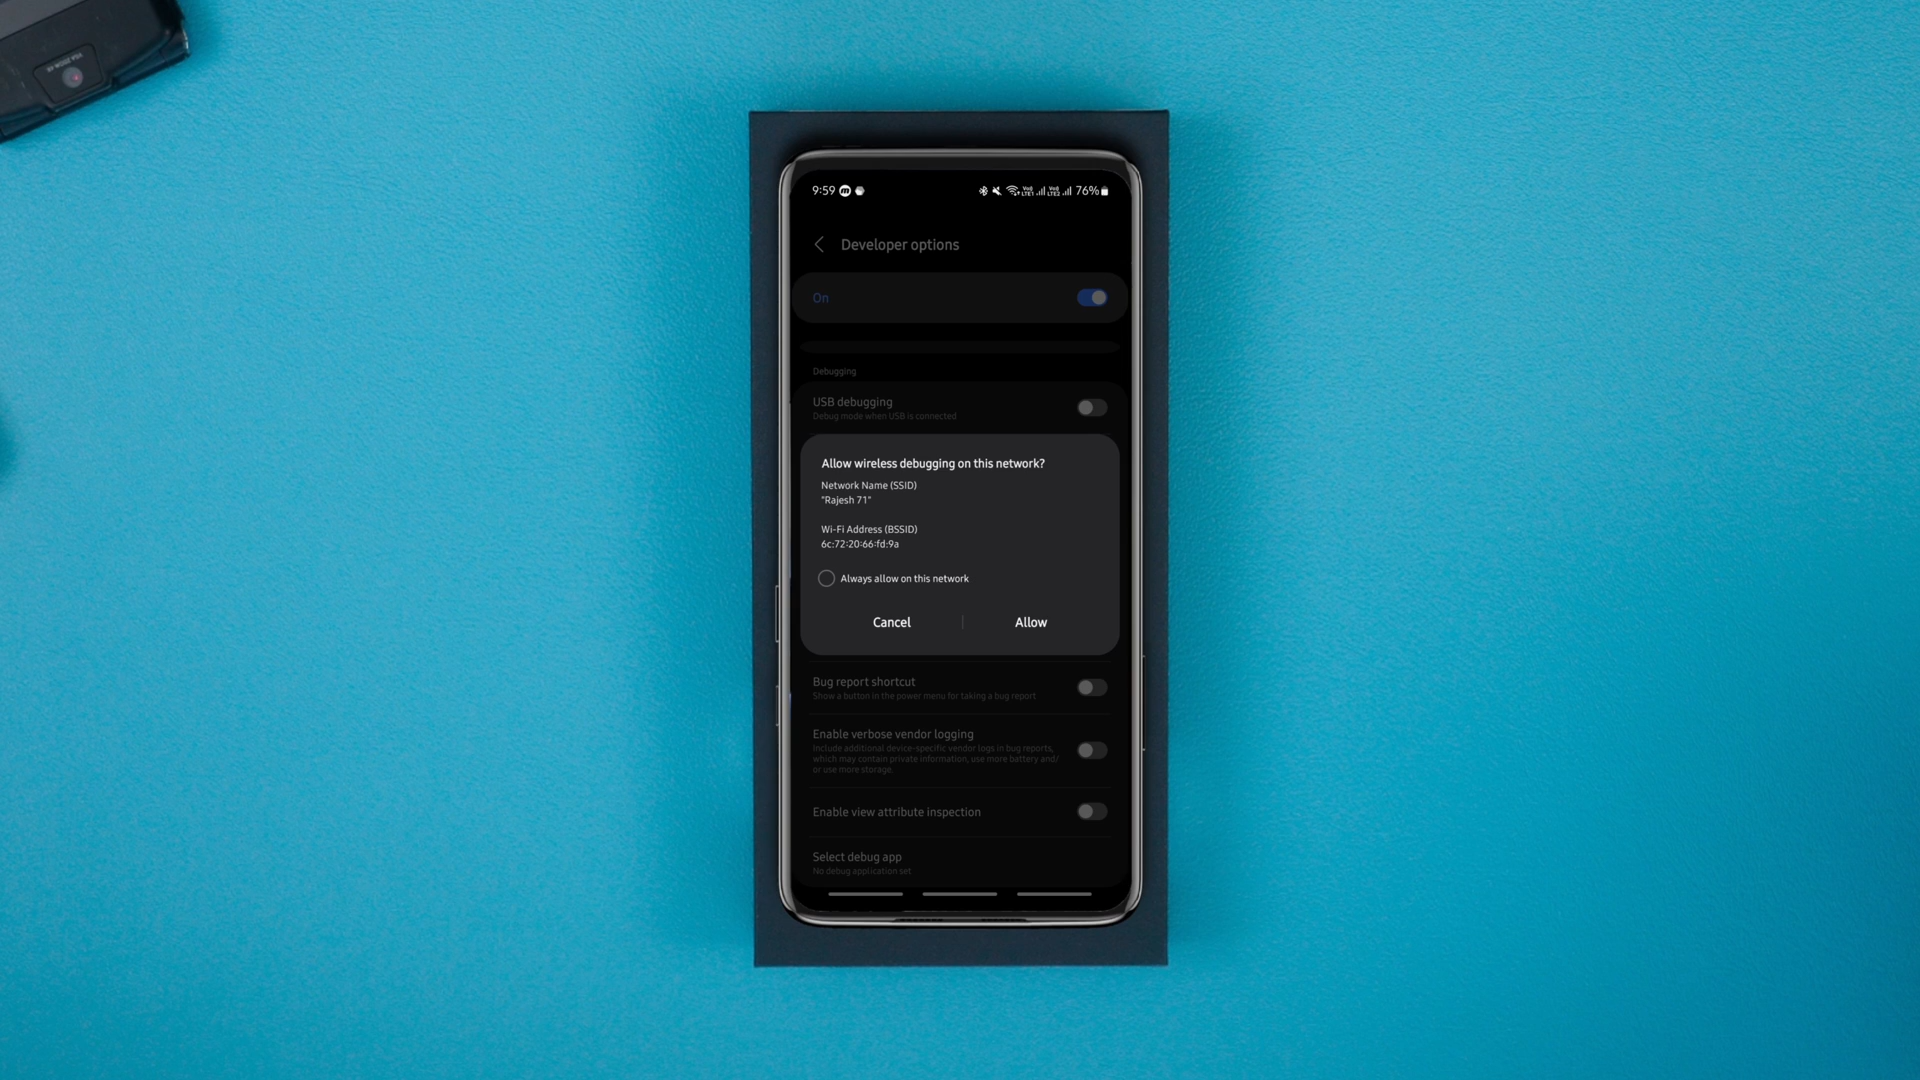 9:59
VoJ) LTE1 VoJ) LTE2 76%
Developer options
On
Debugging
USB debugging
Debug mode when USB is connected
Allow wireless debugging on this network?
Network Name (SSID)
"Rajesh 71"
Wi-Fi Address (BSSID)
6c:72:20:66:fd:9a
Always allow on this network
Cancel
Allow
Bug report shortcut
Show a button in the power menu for taking a bug report
Enable verbose vendor logging
Include additional device-specific vendor logs in bug reports,
which may contain private information, use more battery and/
or use more storage.
Enable view attribute inspection
Select debug app
No debug application set